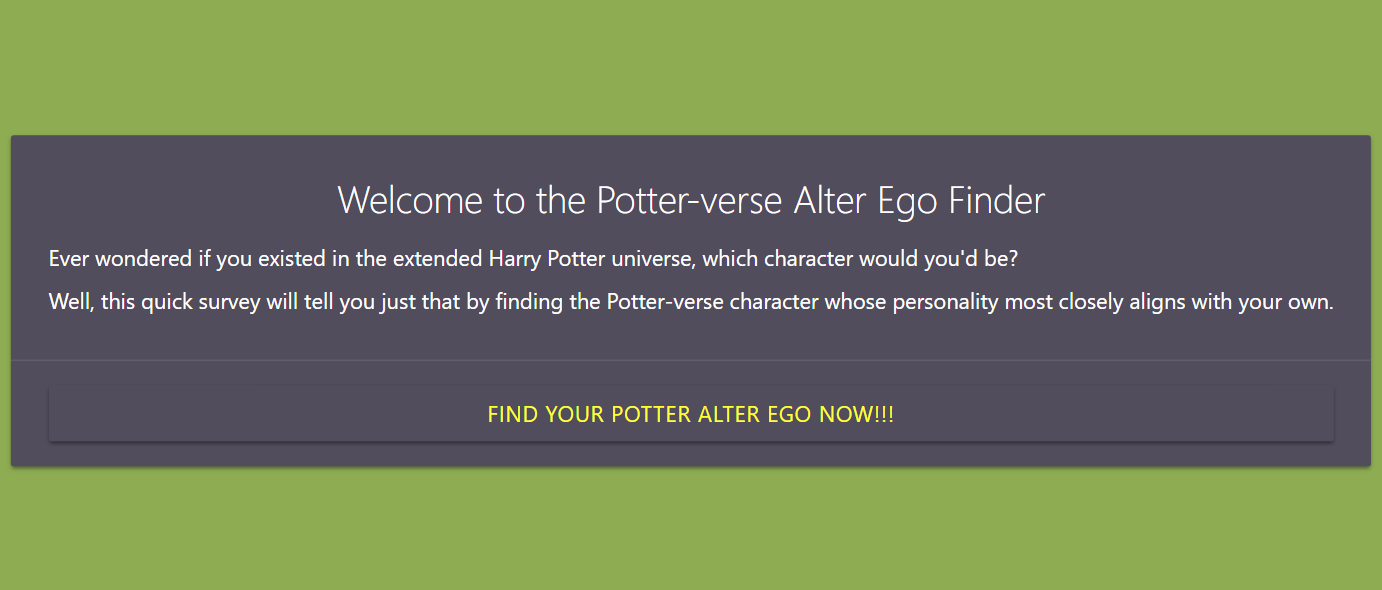 Welcome to the Potter-verse Alter Ego Finder
Ever wondered if you existed in the extended Harry Potter universe, which character would you'd be?
Well, this quick survey will tell you just that by finding the Potter-verse character whose personality most closely aligns with your own.
FIND YOUR POTTER ALTER EGO NOW!!!